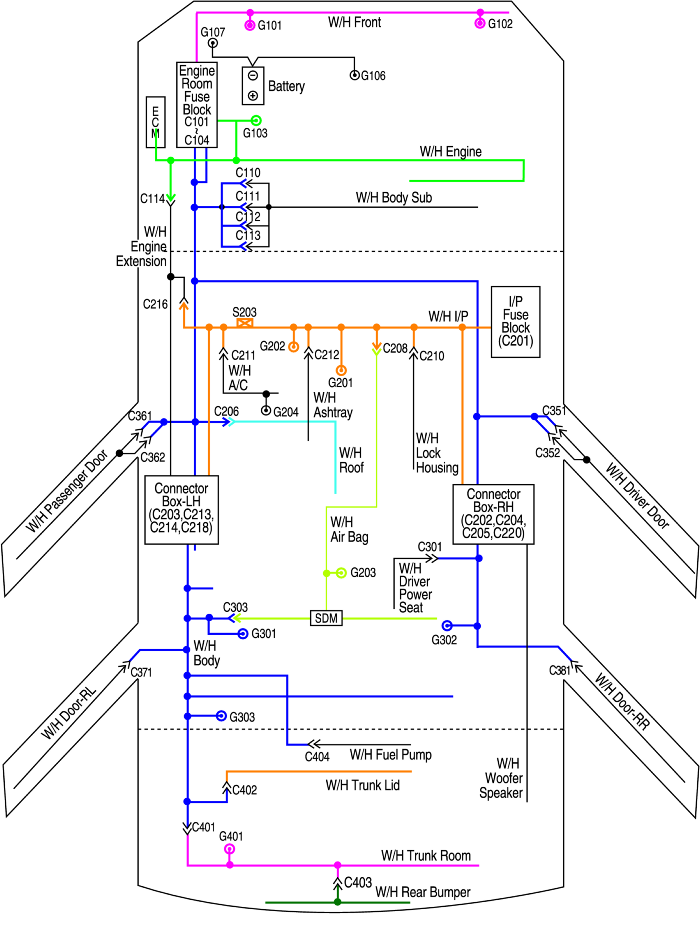 G101
W/H Front
G102
G107
Engine
Room
Fuse
Block
C101
~
C104
Battery
G106
ECM
G103
W/H Engine
C110
C111
C112
C113
C114
W/H Body Sub
W/H
Engine
Extension
C216
S203
W/H I/P
I/P
Fuse
Block
(C201)
C211
G202
C212
G201
C208
C210
W/H
A/C
G204
W/H
Ashtray
C361
C362
C206
W/H
Roof
W/H
Lock
Housing
C351
C352
W/H Passenger Door
W/H Driver Door
Connector
Box-LH
(C203,C213,
C214,C218)
Connector
Box-RH
(C202,C204,
C205,C220)
W/H
Air Bag
C301
W/H
Driver
Power
Seat
G203
C303
SDM
G301
G302
W/H
Body
C371
C381
W/H Door-RL
W/H Door-RR
G303
C404
W/H Fuel Pump
W/H
Woofer
Speaker
W/H Trunk Lid
C402
C401
G401
W/H Trunk Room
C403
W/H Rear Bumper